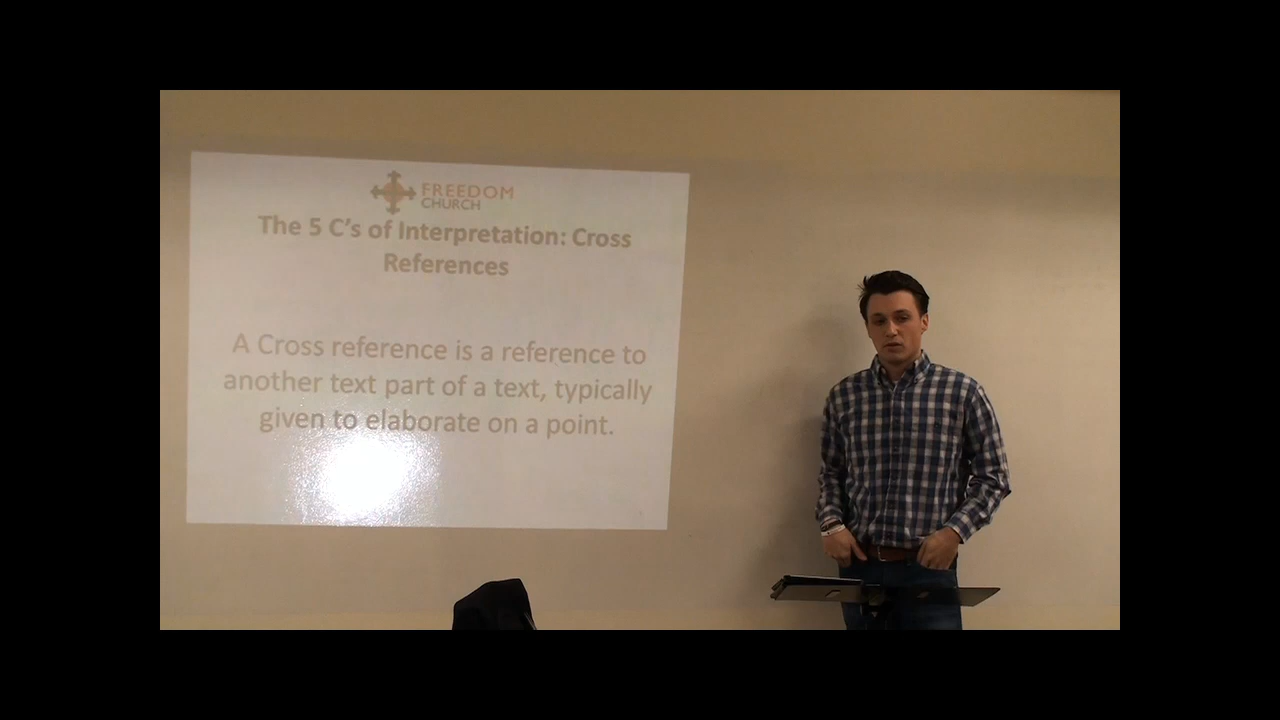 FREEDOM
CHURCH
The 5 C's of Interpretation: Cross
References
A Cross reference is a reference to
another text part of a text, typically
given to elaborate on a point.